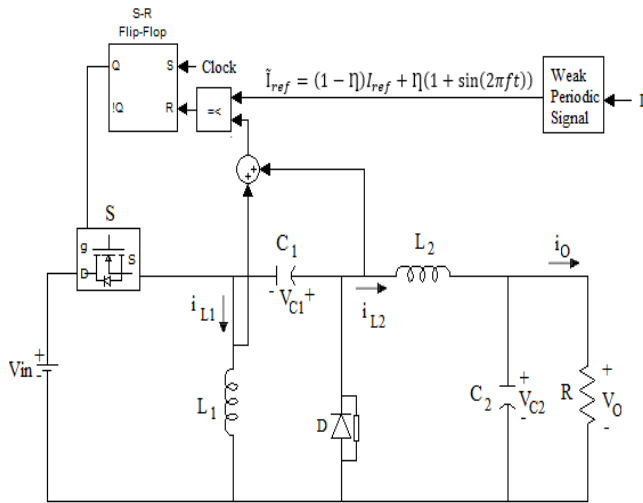 S-R
Flip-Flop
Q
S
Clock
!Q
R
=<
Ĩref = (1 − Ƞ)Iref + Ƞ(1 + sin(2πft))
Weak
Periodic
Signal
+
+
S
g
D
S
C1
- VC1 +
L2
iO
iL1
iL2
Vin
+
-
L1
D
C2
+
VC2
-
R
+
VO
-